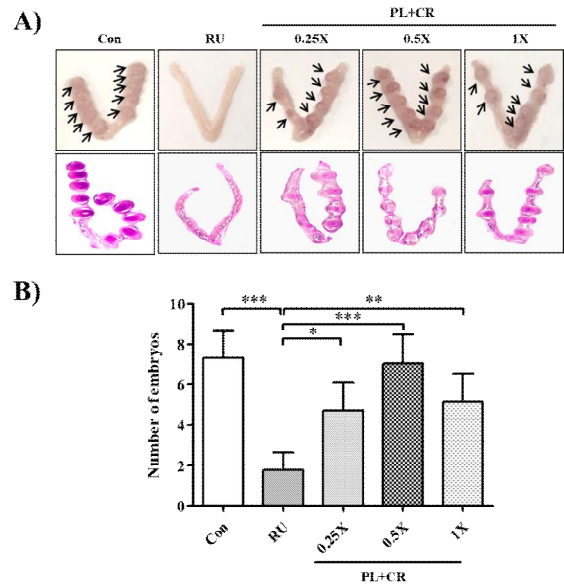 A)
PL+CR
Con RU 0.25X 0.5X 1X
B)
*** **
***
*
Number of embryos
10
8
6
4
2
0
Con RU 0.25X 0.5X 1X
PL+CR